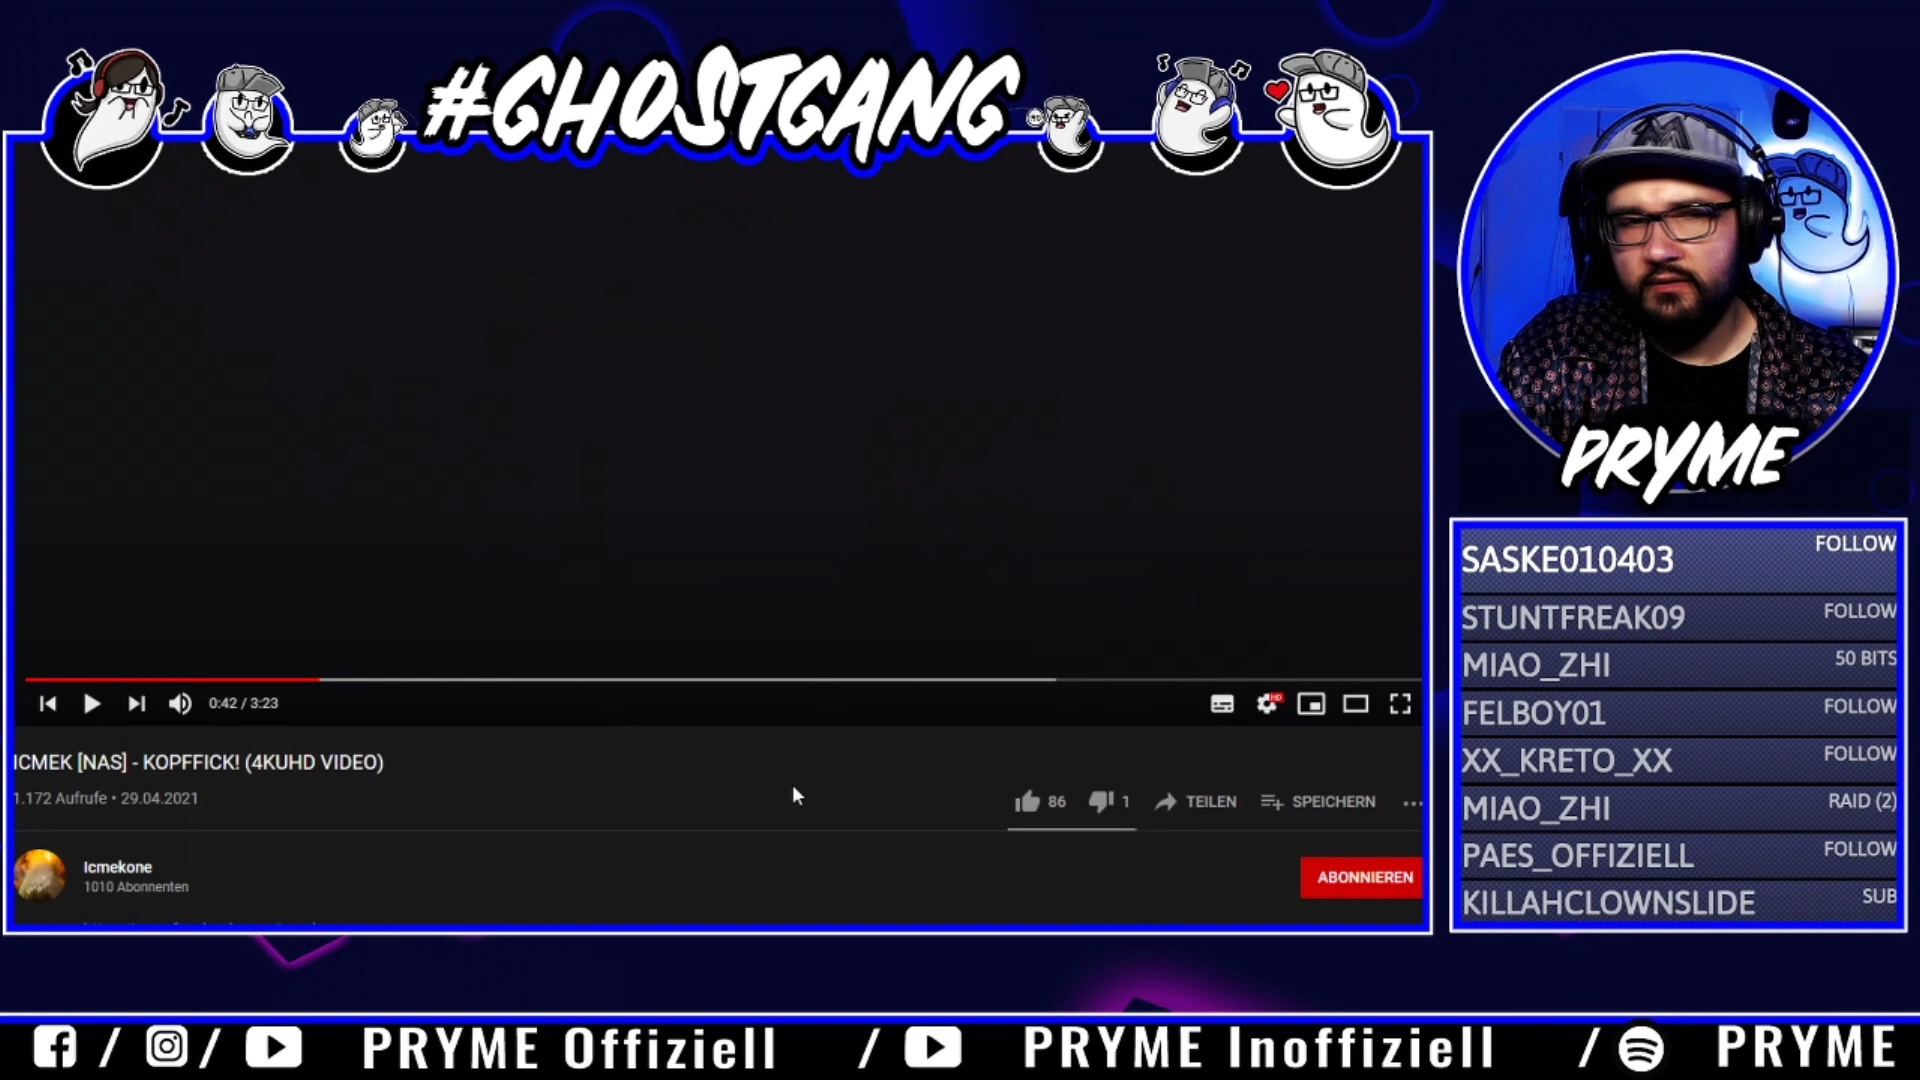 #GHOSTGANG
PRYME
SASKE010403 FOLLOW
STUNTFREAK09 FOLLOW
MIAO_ZHI 50 BITS
FELBOY01 FOLLOW
XX_KRETO_XX FOLLOW
MIAO_ZHI RAID (2)
PAES_OFFIZIELL FOLLOW
KILLAHCLOWNSLIDE SUB
0:42 / 3:23
HD
ICMEK [NAS] - KOPFFICK! (4KUHD VIDEO)
1.172 Aufrufe • 29.04.2021
86 1 TEILEN SPEICHERN ...
Icmekone
1010 Abonnenten
ABONNIEREN
/ / PRYME Offiziell / PRYME Inoffiziell / PRYME